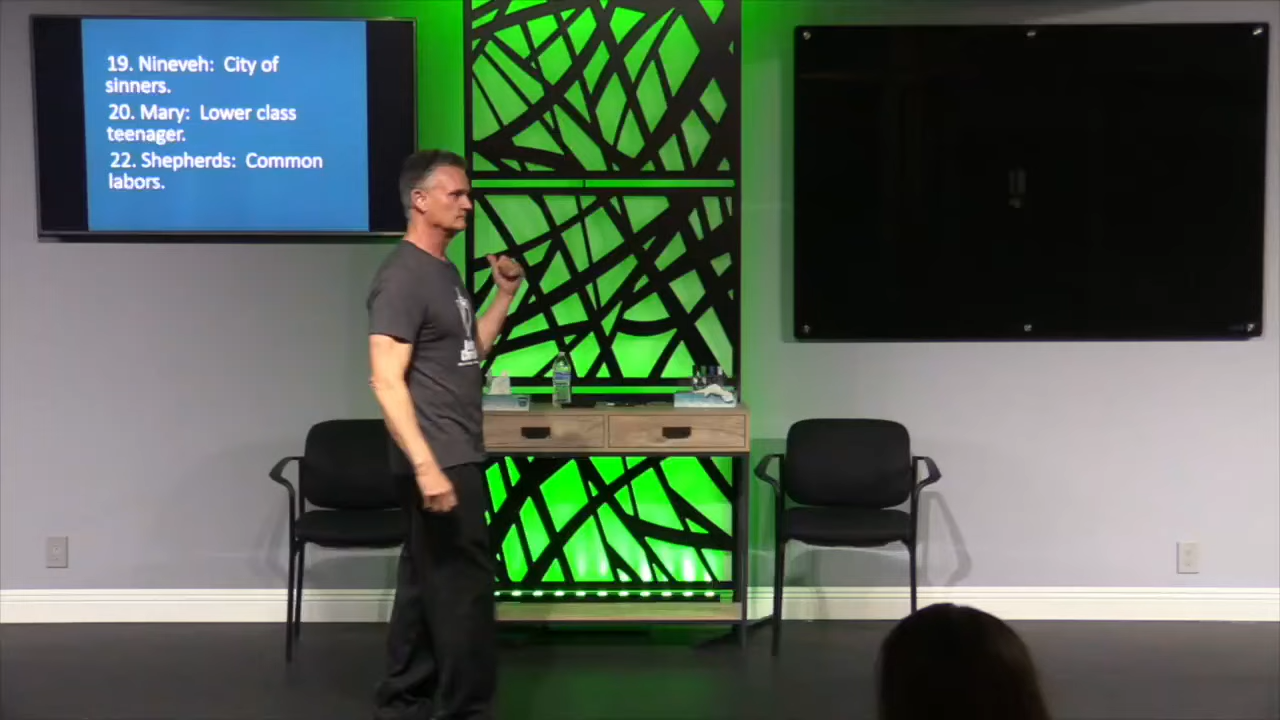 19. Nineveh:  City of
sinners.
20. Mary:  Lower class
teenager.
22. Shepherds:  Common
labors.